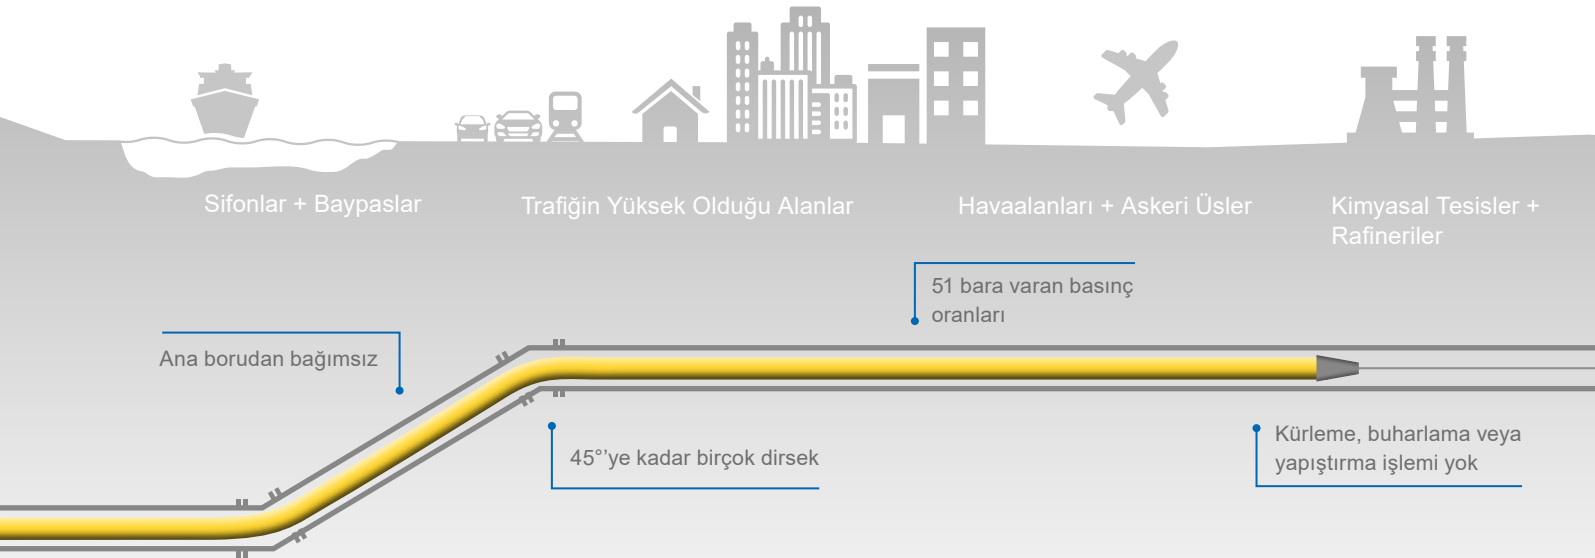 Sifonlar + Baypaslar
Trafiğin Yüksek Olduğu Alanlar
Havaalanları + Askeri Üsler
Kimyasal Tesisler +
Rafineriler
51 bara varan basınç
oranları
Ana borudan bağımsız
45°’ye kadar birçok dirsek
Kürleme, buharlama veya
yapıştırma işlemi yok